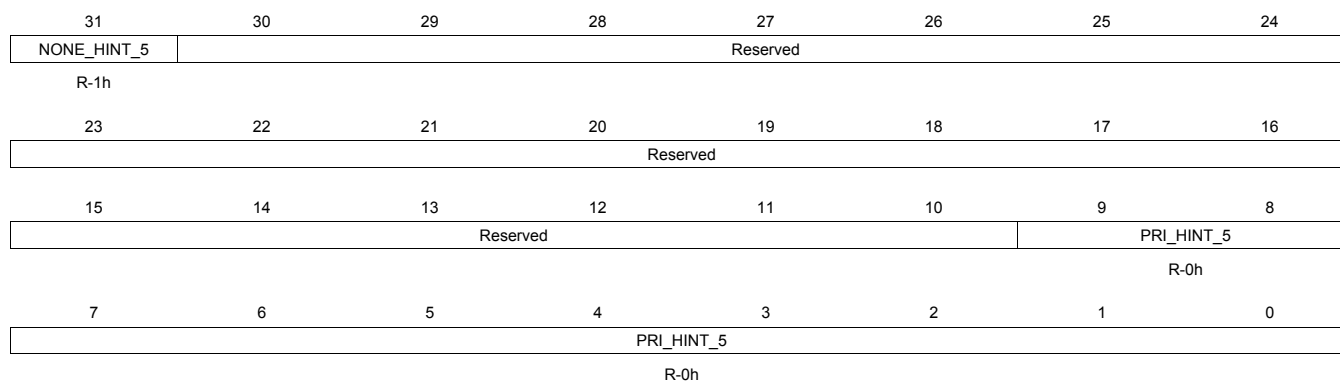 31 30 29 28 27 26 25 24
NONE_HINT_5 Reserved
R-1h
23 22 21 20 19 18 17 16
Reserved
15 14 13 12 11 10 9 8
Reserved PRI_HINT_5
R-0h
7 6 5 4 3 2 1 0
PRI_HINT_5
R-0h